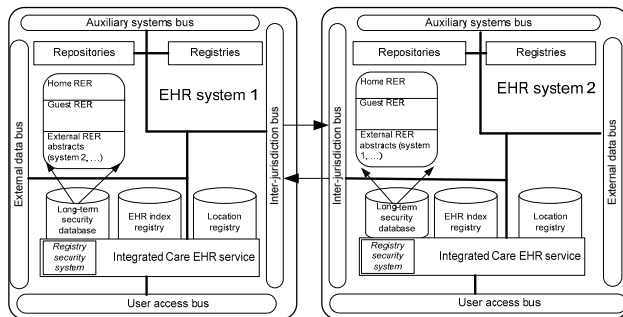 Auxiliary systems bus
Repositories
Registries
Home RER
Guest RER
External RER
abstracts
(system 2, ...)
EHR system 1
External data bus
Inter-jurisdiction bus
Long-term
security
database
EHR index
registry
Location
registry
Registry
security
system
Integrated Care EHR service
User access bus
Auxiliary systems bus
Repositories
Registries
Home RER
Guest RER
External RER
abstracts (system
1, ...)
EHR system 2
Inter-jurisdiction bus
External data bus
Long-term
security
database
EHR index
registry
Location
registry
Registry
security
system
Integrated Care EHR service
User access bus